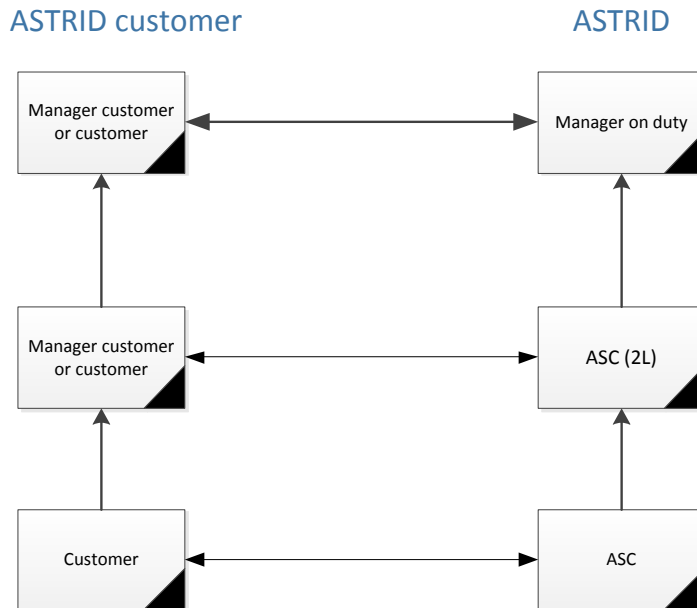 ASTRID customer
ASTRID
Manager customer
or customer
Manager on duty
Manager customer
or customer
ASC (2L)
Customer
ASC